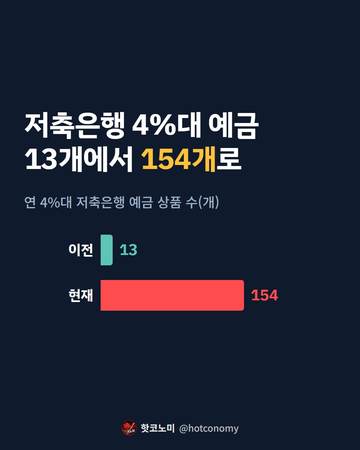 저축은행 4%대 예금
13개에서 154개로
연 4%대 저축은행 예금 상품 수(개)
이전 13
현재 154
핫코노미 @hotconomy